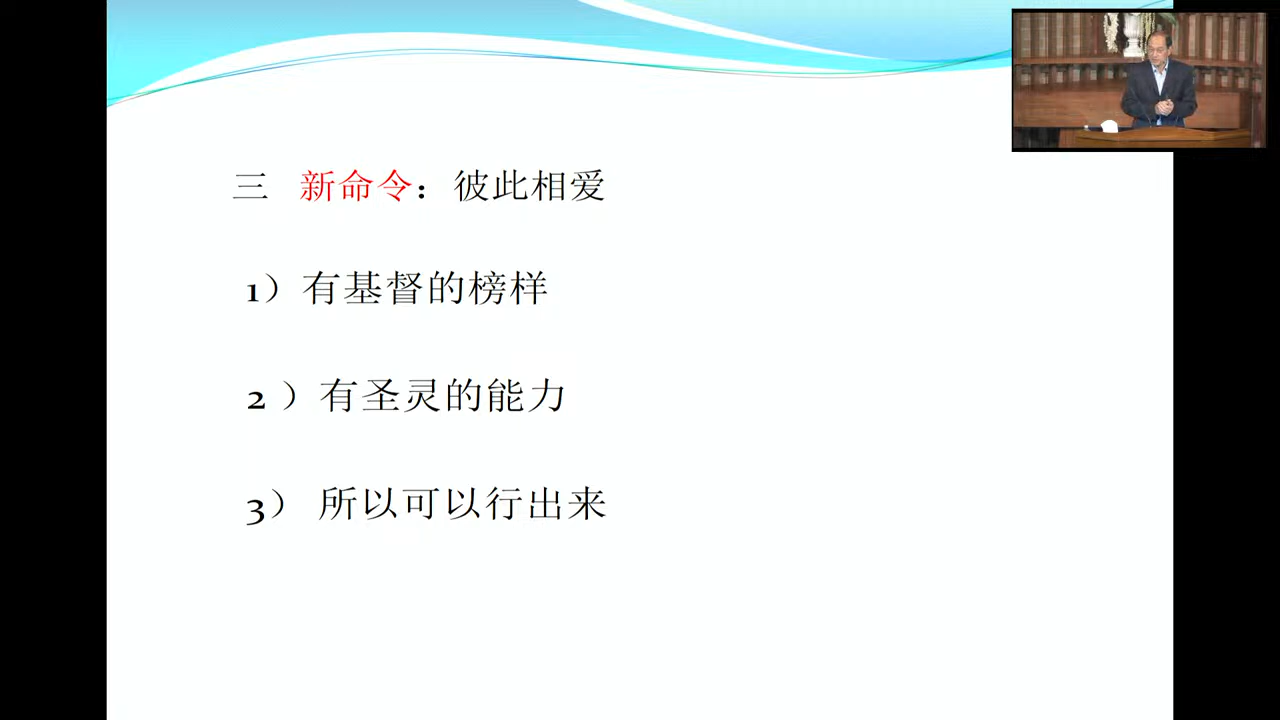 三 新命令：彼此相爱
1）有基督的榜样
2 ）有圣灵的能力
3） 所以可以行出来